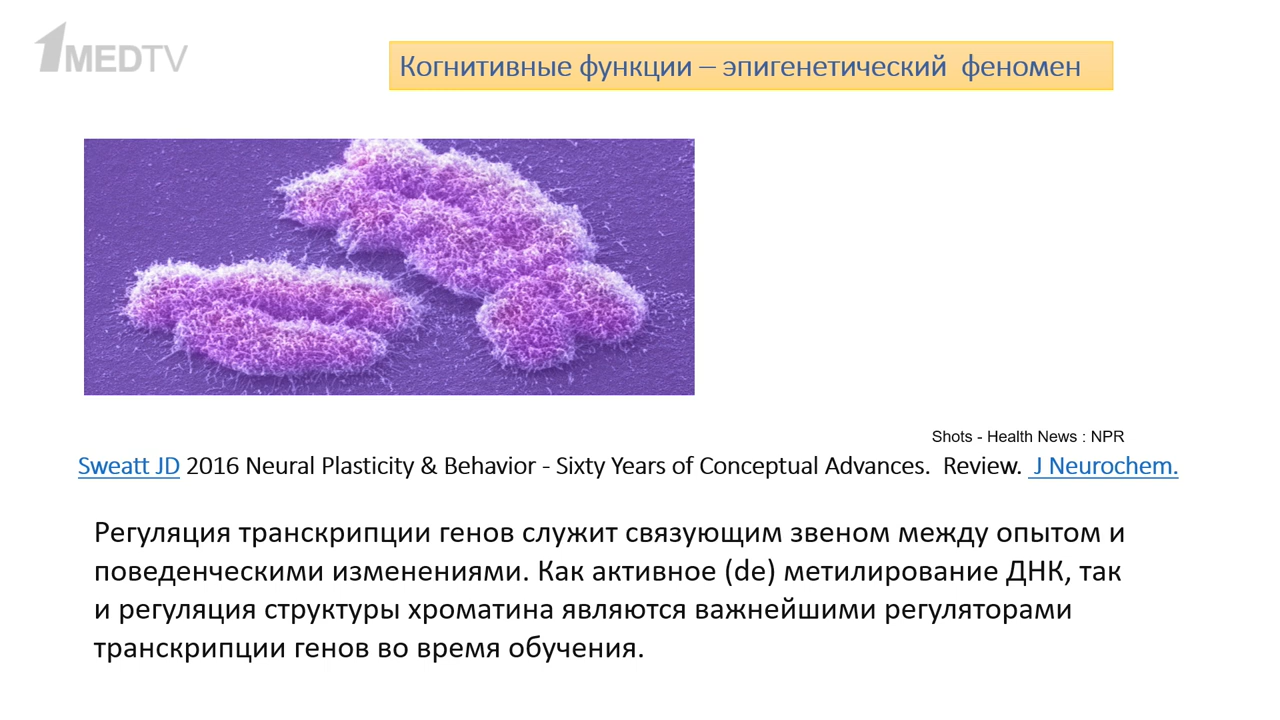 1MEDTV
Когнитивные функции – эпигенетический феномен
Shots - Health News : NPR
Sweatt JD 2016 Neural Plasticity & Behavior - Sixty Years of Conceptual Advances. Review. J Neurochem.
Регуляция транскрипции генов служит связующим звеном между опытом и
поведенческими изменениями. Как активное (de) метилирование ДНК, так
и регуляция структуры хроматина являются важнейшими регуляторами
транскрипции генов во время обучения.